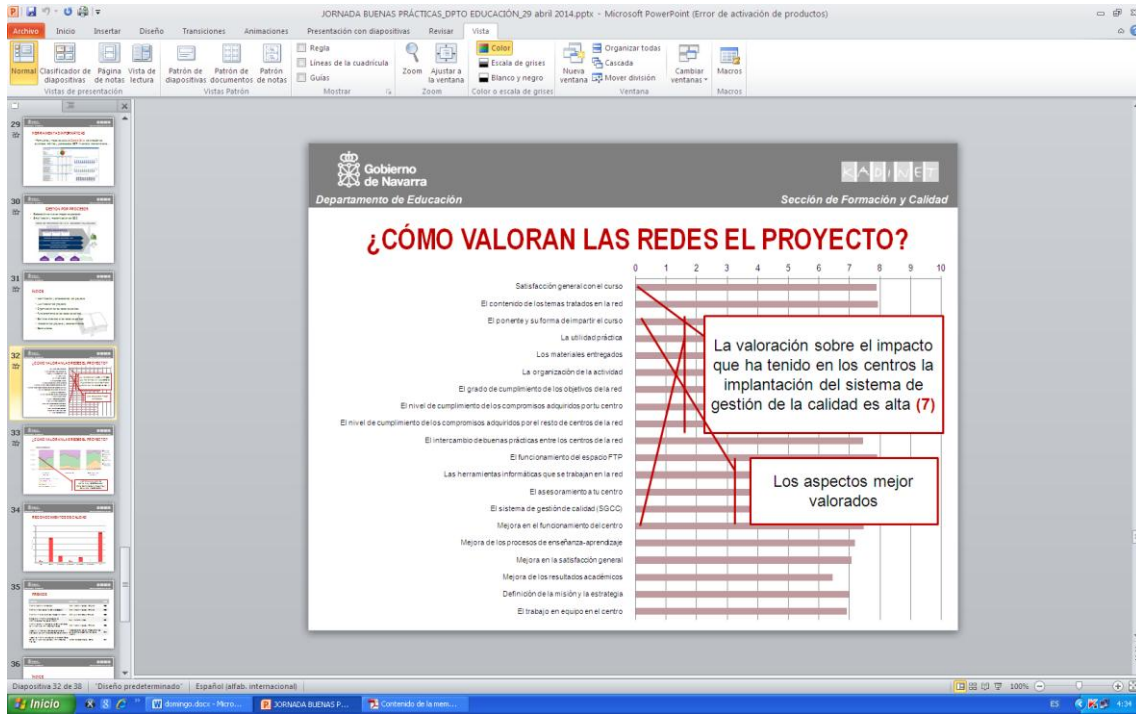 JORNADA BUENAS PRÁCTICAS_DPTO EDUCACIÓN_29 abril 2014.pptx - Microsoft PowerPoint (Error de activación de productos)
Archivo Inicio Insertar Diseño Transiciones Animaciones Presentación con diapositivas Revisar Vista
Normal Clasificador de diapositivas Página de notas Vista de lectura
Patrón de diapositivas Patrón de documentos Patrón de notas
Regla
Líneas de la cuadrícula
Guías
Zoom Ajustar a la ventana
Color
Escala de grises
Blanco y negro
Nueva ventana
Organizar todas
Cascada
Mover división
Cambiar ventanas
Macros
Vistas de presentación Vistas Patrón Mostrar Zoom Color o escala de grises Ventana Macros
29
30
31
32
33
34
35
36
Gobierno
de Navarra
KADINET
Departamento de Educación Sección de Formación y Calidad
¿CÓMO VALORAN LAS REDES EL PROYECTO?
0 1 2 3 4 5 6 7 8 9 10
Satisfacción general con el curso
El contenido de los temas tratados en la red
El ponente y su forma de impartir el curso
La utilidad práctica
Los materiales entregados
La organización de la actividad
El grado de cumplimiento de los objetivos de la red
El nivel de cumplimiento de los compromisos adquiridos por tu centro
El nivel de cumplimiento de los compromisos adquiridos por el resto de centros de la red
El intercambio de buenas prácticas entre los centros de la red
El funcionamiento del espacio FTP
Las herramientas informáticas que se trabajan en la red
El asesoramiento a tu centro
El sistema de gestión de calidad (SGCC)
Mejora en el funcionamiento del centro
Mejora de los procesos de enseñanza-aprendizaje
Mejora en la satisfacción general
Mejora de los resultados académicos
Definición de la misión y la estrategia
El trabajo en equipo en el centro
La valoración sobre el impacto
que ha tenido en los centros la
implantación del sistema de
gestión de la calidad es alta (7)
Los aspectos mejor
valorados
Diapositiva 32 de 38 "Diseño predeterminado" Español (alfab. internacional) 100%
Inicio domingo.docx - Micro... JORNADA BUENAS P... Contenido de la mem... ES 4:34